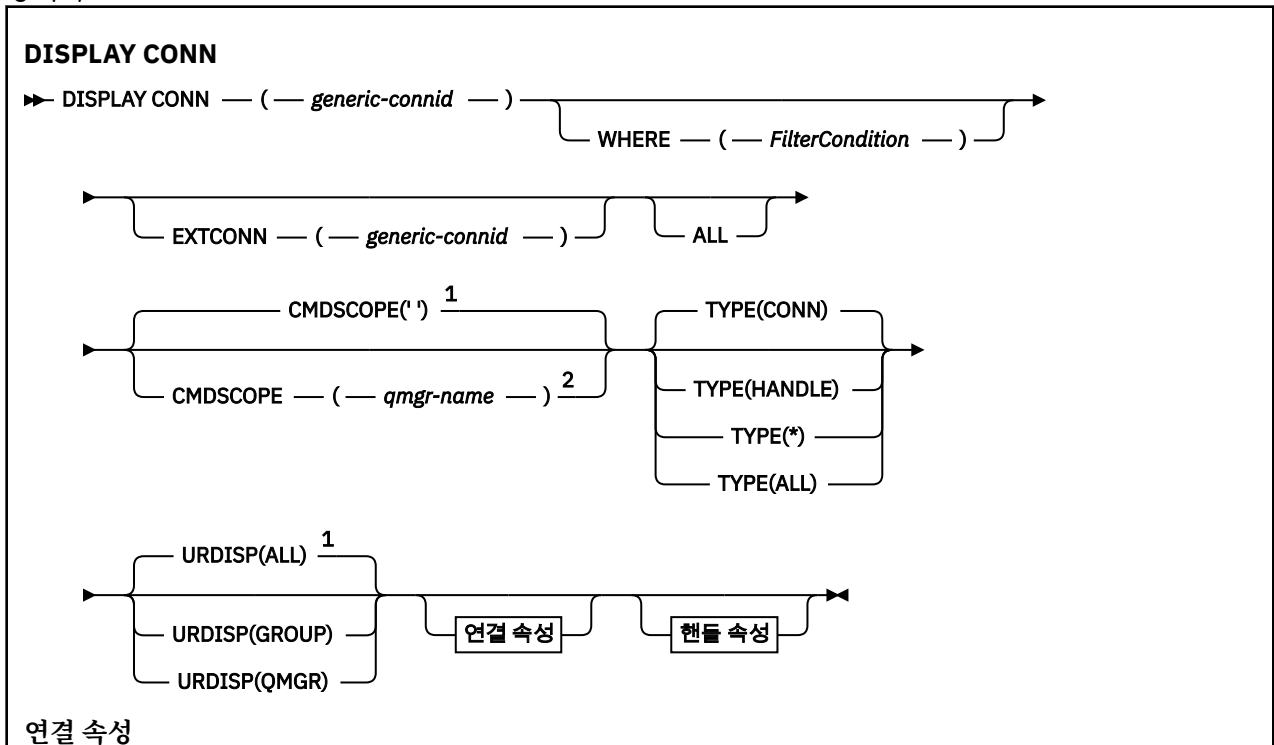 DISPLAY CONN
DISPLAY CONN ( generic-connid )
WHERE ( FilterCondition )
EXTCONN ( generic-connid )
ALL
CMDSCOPE(' ') 1
CMDSCOPE ( qmgr-name ) 2
TYPE(CONN)
TYPE(HANDLE)
TYPE(*)
TYPE(ALL)
URDISP(ALL) 1
URDISP(GROUP)
URDISP(QMGR)
연결 속성
핸들 속성
연결 속성